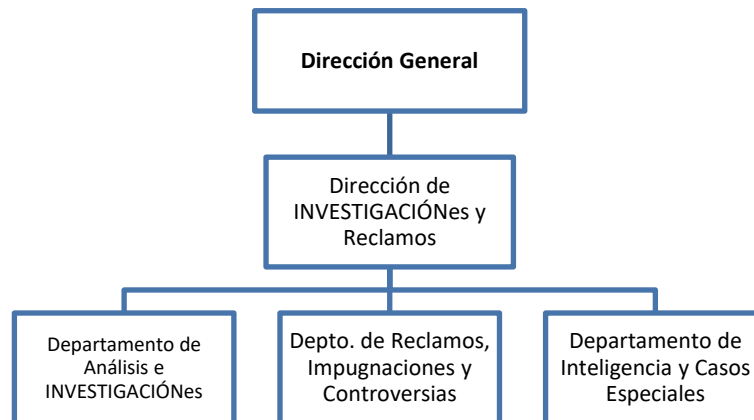 Dirección General
Dirección de
INVESTIGACIÓNes y
Reclamos
Departamento de
Análisis e
INVESTIGACIÓNes
Depto. de Reclamos,
Impugnaciones y
Controversias
Departamento de
Inteligencia y Casos
Especiales